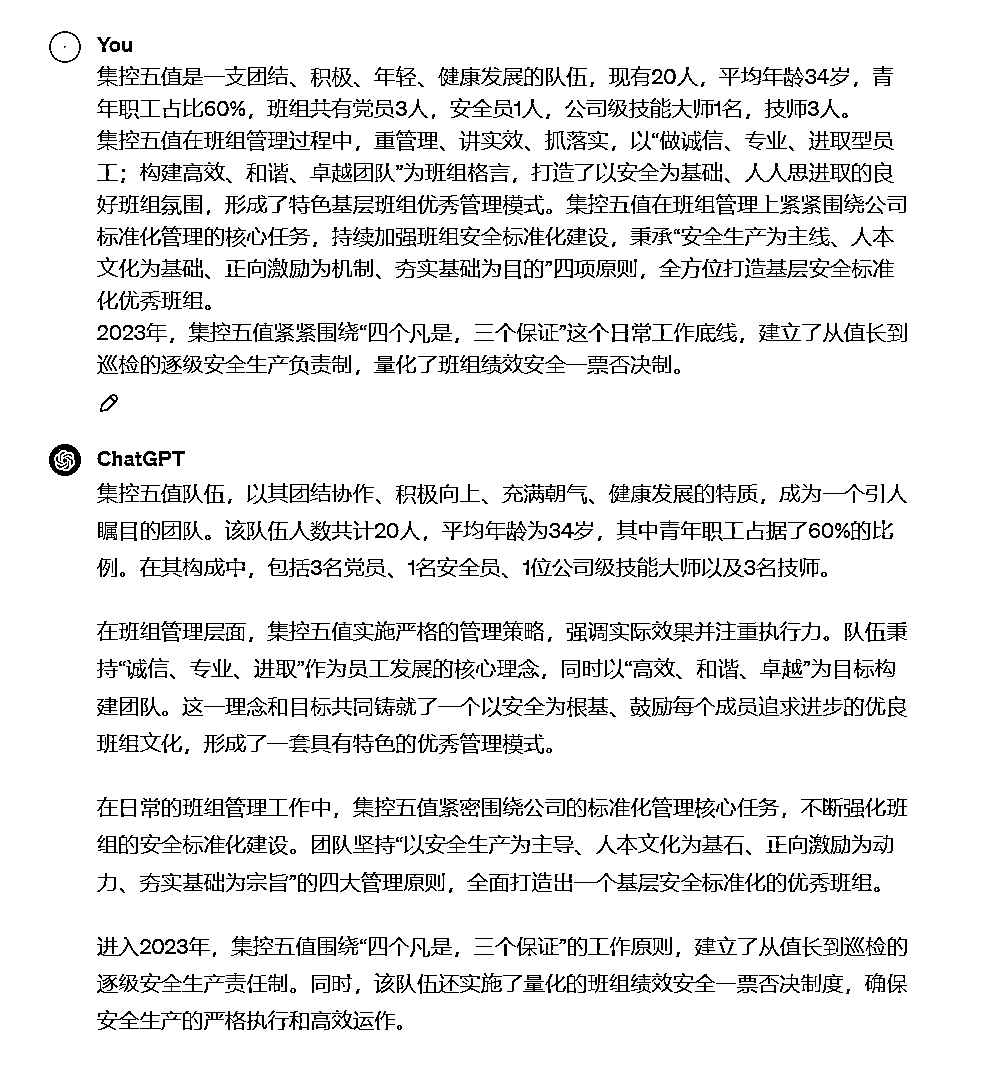 You
集控五值是一支团结、积极、年轻、健康发展的队伍，现有20人，平均年龄34岁，青
年职工占比60%，班组共有党员3人，安全员1人，公司级技能大师1名，技师3人。
集控五值在班组管理过程中，重管理、讲实效、抓落实，以“做诚信、专业、进取型员
工；构建高效、和谐、卓越团队”为班组格言，打造了以安全为基础、人人思进取的良
好班组氛围，形成了特色基层班组优秀管理模式。集控五值在班组管理上紧紧围绕公司
标准化管理的核心任务，持续加强班组安全标准化建设，秉承“安全生产为主线、人本
文化为基础、正向激励为机制、夯实基础为目的”四项原则，全方位打造基层安全标准
化优秀班组。
2023年，集控五值紧紧围绕“四个凡是，三个保证”这个日常工作底线，建立了从值长到
巡检的逐级安全生产负责制，量化了班组绩效安全一票否决制。
ChatGPT
集控五值队伍，以其团结协作、积极向上、充满朝气、健康发展的特质，成为一个引人
瞩目的团队。该队伍人数共计20人，平均年龄为34岁，其中青年职工占据了60%的比
例。在其构成中，包括3名党员、1名安全员、1位公司级技能大师以及3名技师。
在班组管理层面，集控五值实施严格的管理策略，强调实际效果并注重执行力。队伍秉
持“诚信、专业、进取”作为员工发展的核心理念，同时以“高效、和谐、卓越”为目标构
建团队。这一理念和目标共同铸就了一个以安全为根基、鼓励每个成员追求进步的优良
班组文化，形成了一套具有特色的优秀管理模式。
在日常的班组管理工作中，集控五值紧密围绕公司的标准化管理核心任务，不断强化班
组的安全标准化建设。团队坚持“以安全生产为主导、人本文化为基石、正向激励为动
力、夯实基础为宗旨”的四大管理原则，全面打造出一个基层安全标准化的优秀班组。
进入2023年，集控五值围绕“四个凡是，三个保证”的工作原则，建立了从值长到巡检的
逐级安全生产责任制。同时，该队伍还实施了量化的班组绩效安全一票否决制度，确保
安全生产的严格执行和高效运作。